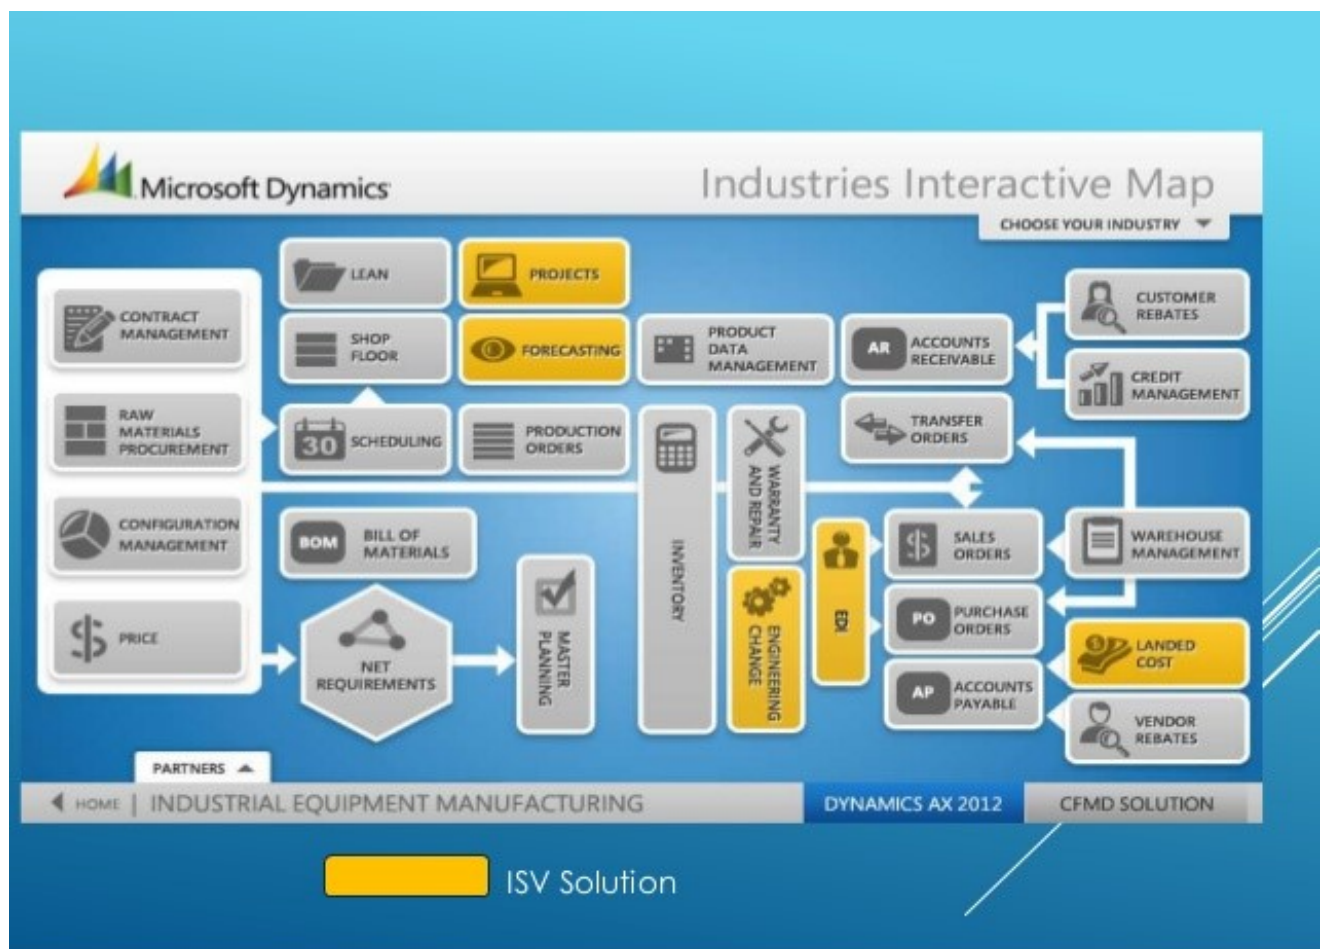 Microsoft Dynamics
Industries Interactive Map
CHOOSE YOUR INDUSTRY
CONTRACT
MANAGEMENT
RAW
MATERIALS
PROCUREMENT
CONFIGURATION
MANAGEMENT
PRICE
LEAN
PROJECTS
SHOP
FLOOR
FORECASTING
30
SCHEDULING
PRODUCTION
ORDERS
BOM
BILL OF
MATERIALS
NET
REQUIREMENTS
MASTER
PLANNING
PRODUCT
DATA
MANAGEMENT
INVENTORY
WARRANTY
AND REPAIR
ENGINEERING
CHANGE
EDI
AR
ACCOUNTS
RECEIVABLE
TRANSFER
ORDERS
SALES
ORDERS
PO
PURCHASE
ORDERS
AP
ACCOUNTS
PAYABLE
CUSTOMER
REBATES
CREDIT
MANAGEMENT
WAREHOUSE
MANAGEMENT
LANDED
COST
VENDOR
REBATES
PARTNERS
HOME | INDUSTRIAL EQUIPMENT MANUFACTURING
DYNAMICS AX 2012
CFMD SOLUTION
ISV Solution